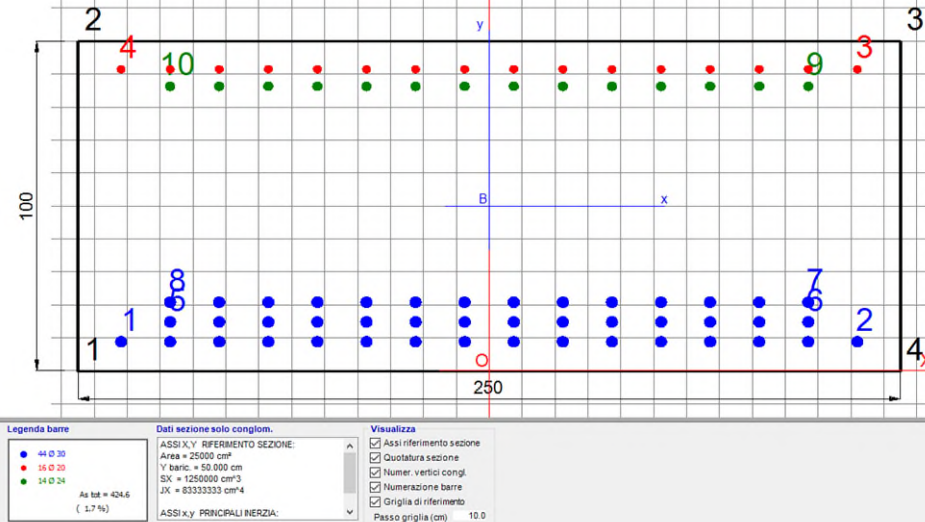 2
y
3
4
3
10
9
100
B
x
8
7
5
6
1
2
1
O
4
x
250
Legenda barre
44 Ø 30
16 Ø 20
14 Ø 24
As tot = 424.6
( 1.7 %)
Dati sezione solo conglom.
ASSI X,Y RIFERIMENTO SEZIONE:
Area = 25000 cm²
Y baric. = 50.000 cm
SX = 1250000 cm^3
JX = 83333333 cm^4
ASSI x,y PRINCIPALI INERZIA:
Visualizza
Assi riferimento sezione
Quotatura sezione
Numer. vertici congl.
Numerazione barre
Griglia di riferimento
Passo griglia (cm) 10.0